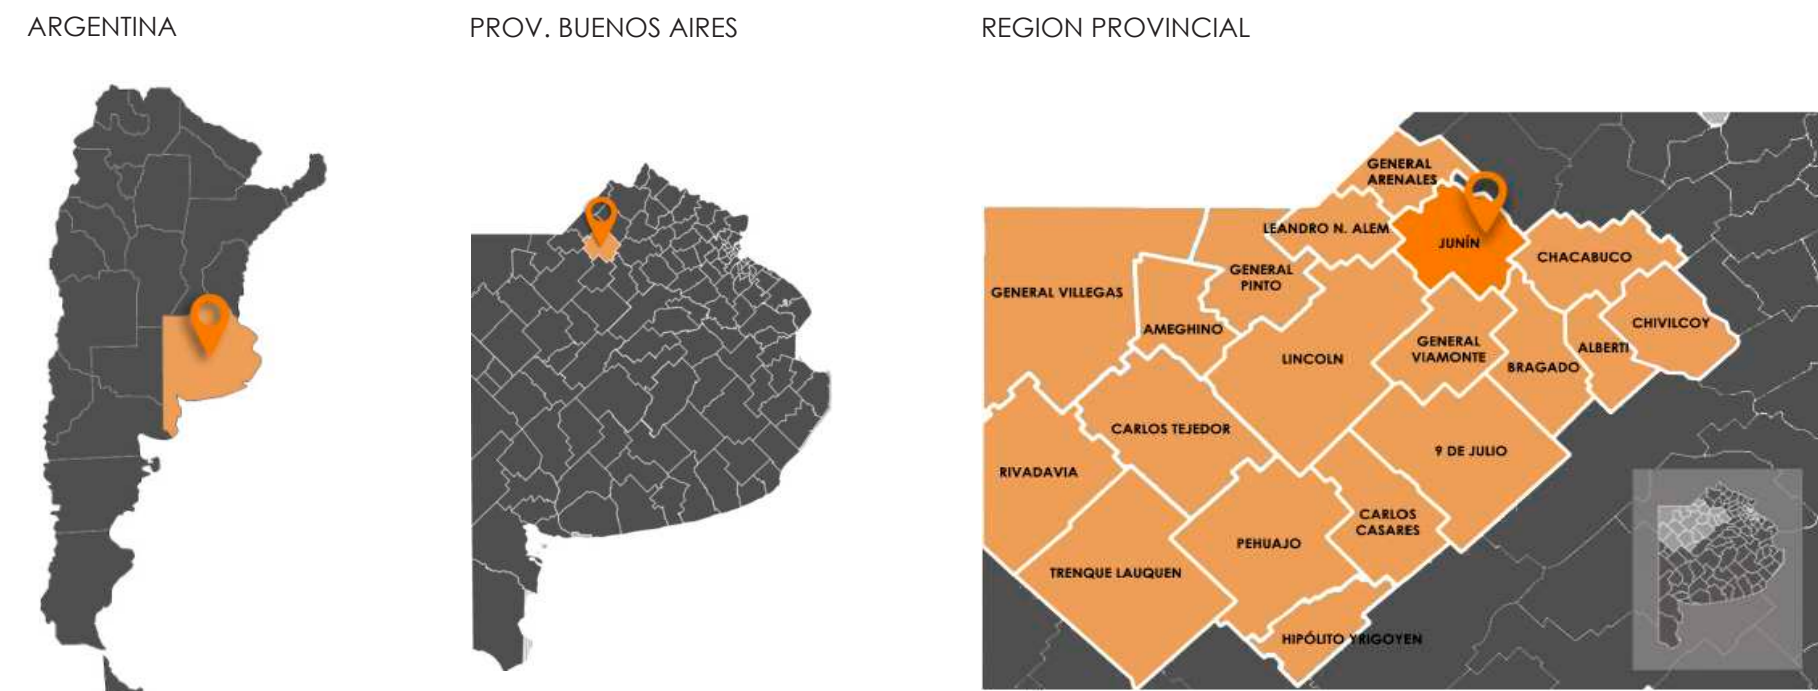 ARGENTINA
PROV. BUENOS AIRES
REGION PROVINCIAL
GENERAL
ARENALES
LEANDRO N. ALEM
JUNÍN
CHACABUCO
GENERAL
PINTO
GENERAL VILLEGAS
AMEGHINO
CHIVILCOY
GENERAL
VIAMONTE
ALBERTI
LINCOLN
BRAGADO
CARLOS TEJEDOR
9 DE JULIO
RIVADAVIA
CARLOS
CASARES
PEHUAJO
TRENQUE LAUQUEN
HIPÓLITO YRIGOYEN